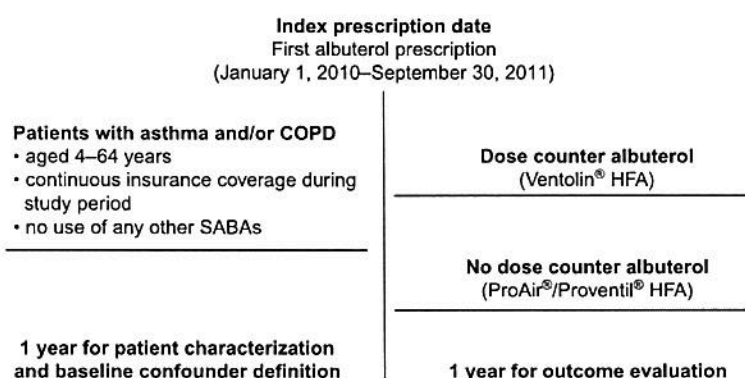 Index prescription date
First albuterol prescription
(January 1, 2010–September 30, 2011)
Patients with asthma and/or COPD
• aged 4–64 years
• continuous insurance coverage during
study period
• no use of any other SABAs
1 year for patient characterization
and baseline confounder definition
Dose counter albuterol
(Ventolin® HFA)
No dose counter albuterol
(ProAir®/Proventil® HFA)
1 year for outcome evaluation